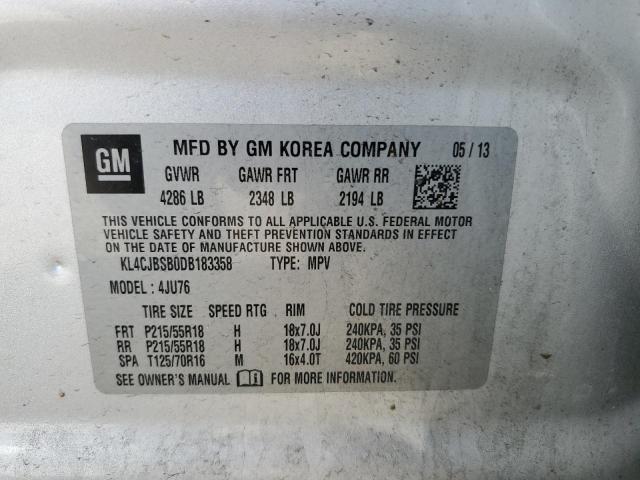 GM MFD BY GM KOREA COMPANY 05/13
GVWR GAWR FRT GAWR RR
4286 LB 2348 LB 2194 LB
THIS VEHICLE CONFORMS TO ALL APPLICABLE U.S. FEDERAL MOTOR
VEHICLE SAFETY AND THEFT PREVENTION STANDARDS IN EFFECT
ON THE DATE OF MANUFACTURE SHOWN ABOVE.
KL4CJBSB0DB183358 TYPE: MPV
MODEL: 4JU76
TIRE SIZE SPEED RTG RIM COLD TIRE PRESSURE
FRT P215/55R18 H 18x7.0J 240KPA, 35 PSI
RR P215/55R18 H 18x7.0J 240KPA, 35 PSI
SPA T125/70R16 M 16x4.0T 420KPA, 60 PSI
SEE OWNER'S MANUAL FOR MORE INFORMATION.